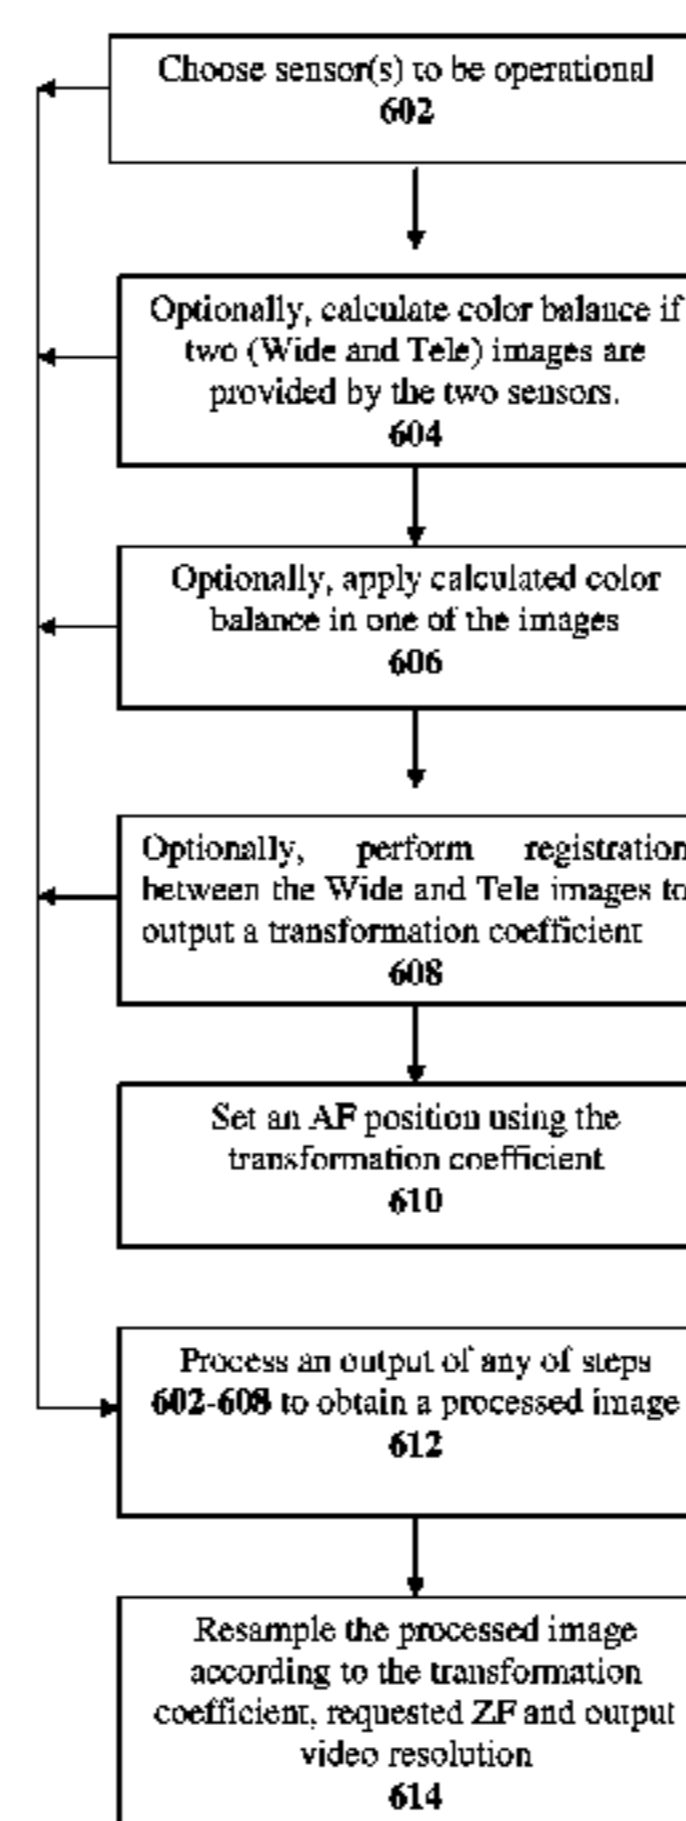 Choose sensor(s) to be operational
602
Optionally, calculate color balance if
two (Wide and Tele) images are
provided by the two sensors.
604
Optionally, apply calculated color
balance in one of the images
606
Optionally, perform registration
between the Wide and Tele images to
output a transformation coefficient
608
Set an AF position using the
transformation coefficient
610
Process an output of any of steps
602-608 to obtain a processed image
612
Resample the processed image
according to the transformation
coefficient, requested ZF and output
video resolution
614